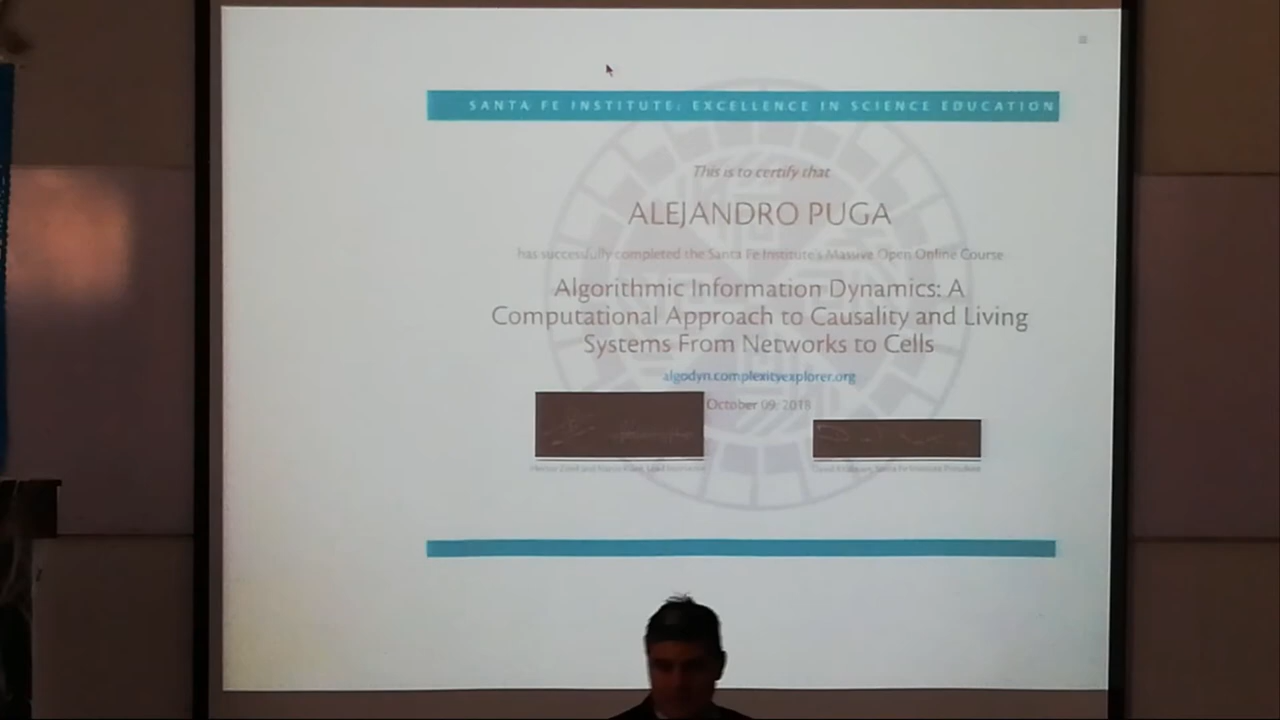 SANTA FE INSTITUTE: EXCELLENCE IN SCIENCE EDUCATION
This is to certify that
ALEJANDRO PUGA
has successfully completed the Santa Fe Institute's Massive Open Online Course
Algorithmic Information Dynamics: A
Computational Approach to Causality and Living
Systems From Networks to Cells
algodyn.complexityexplorer.org
October 09, 2018